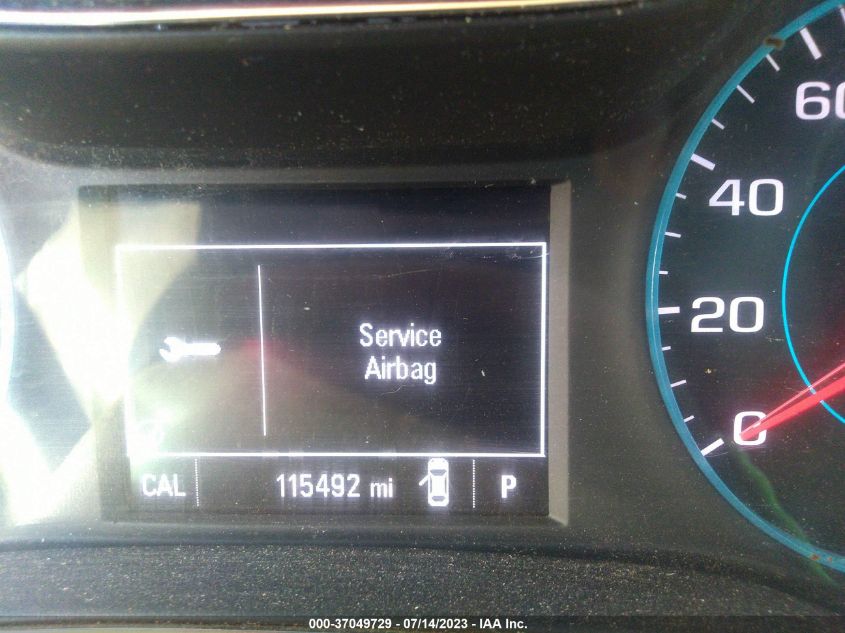 Service
Airbag
CAL 115492 mi P
60
40
20
0
000-37049729 - 07/14/2023 - IAA Inc.